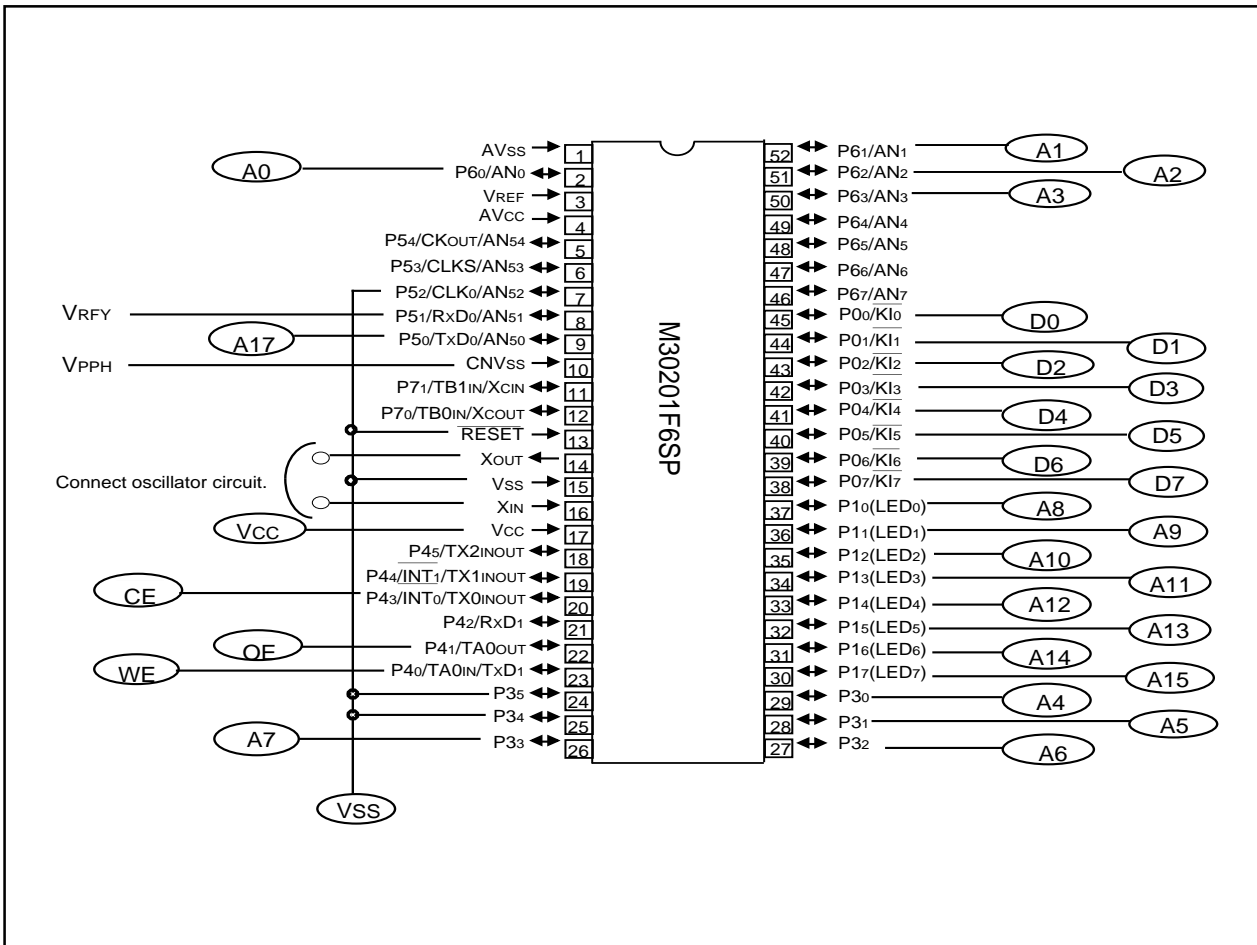 AVSS 1
A0 P60/AN0 2
VREF 3
AVCC 4
P54/CKOUT/AN54 5
P53/CLKS/AN53 6
P52/CLK0/AN52 7
VRFY P51/RxD0/AN51 8
A17 P50/TxD0/AN50 9
VPPH CNVSS 10
P71/TB1IN/XCIN 11
P70/TB0IN/XCOUT 12
RESET 13
XOUT 14
Connect oscillator circuit.
VSS 15
XIN 16
VCC VCC 17
P45/TX2INOUT 18
P44/INT1/TX1INOUT 19
CE P43/INT0/TX0INOUT 20
P42/RxD1 21
OE P41/TA0OUT 22
WE P40/TA0IN/TxD1 23
P35 24
P34 25
A7 P33 26
VSS
M30201F6SP
52 P61/AN1 A1
51 P62/AN2 A2
50 P63/AN3 A3
49 P64/AN4
48 P65/AN5
47 P66/AN6
46 P67/AN7
45 P00/KI0 D0
44 P01/KI1 D1
43 P02/KI2 D2
42 P03/KI3 D3
41 P04/KI4 D4
40 P05/KI5 D5
39 P06/KI6 D6
38 P07/KI7 D7
37 P10(LED0) A8
36 P11(LED1) A9
35 P12(LED2) A10
34 P13(LED3) A11
33 P14(LED4) A12
32 P15(LED5) A13
31 P16(LED6) A14
30 P17(LED7) A15
29 P30 A4
28 P31 A5
27 P32 A6